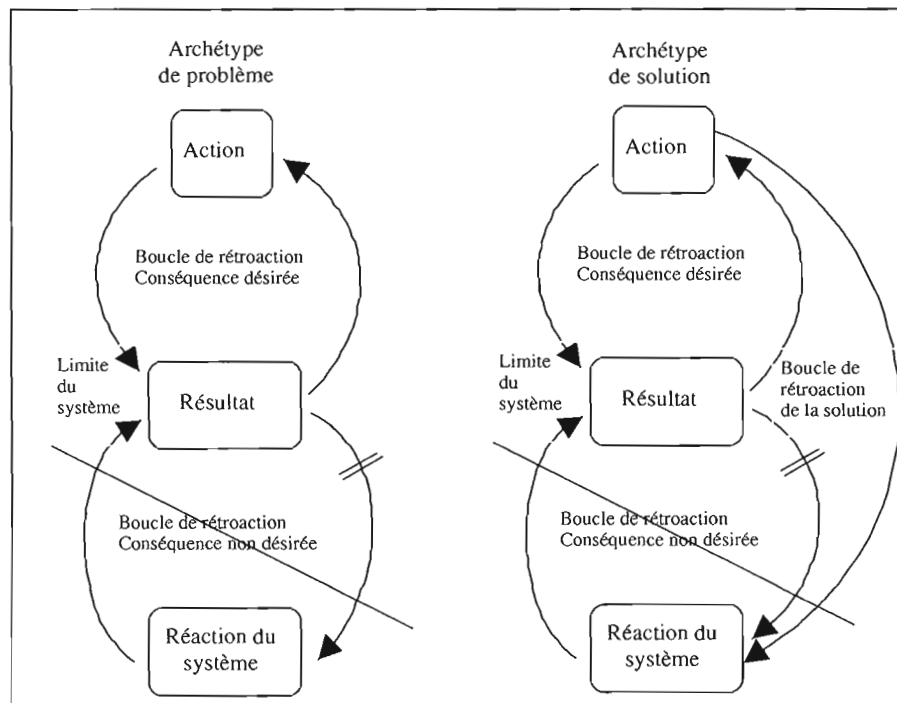 Archétype
de problème
Action
Boucle de rétroaction
Conséquence désirée
Limite
du
système
Résultat
Boucle de rétroaction
Conséquence non désirée
Réaction du
système
Archétype
de solution
Action
Boucle de rétroaction
Conséquence désirée
Limite
du
système
Résultat
Boucle de
rétroaction
de la solution
Boucle de rétroaction
Conséquence non désirée
Réaction du
système